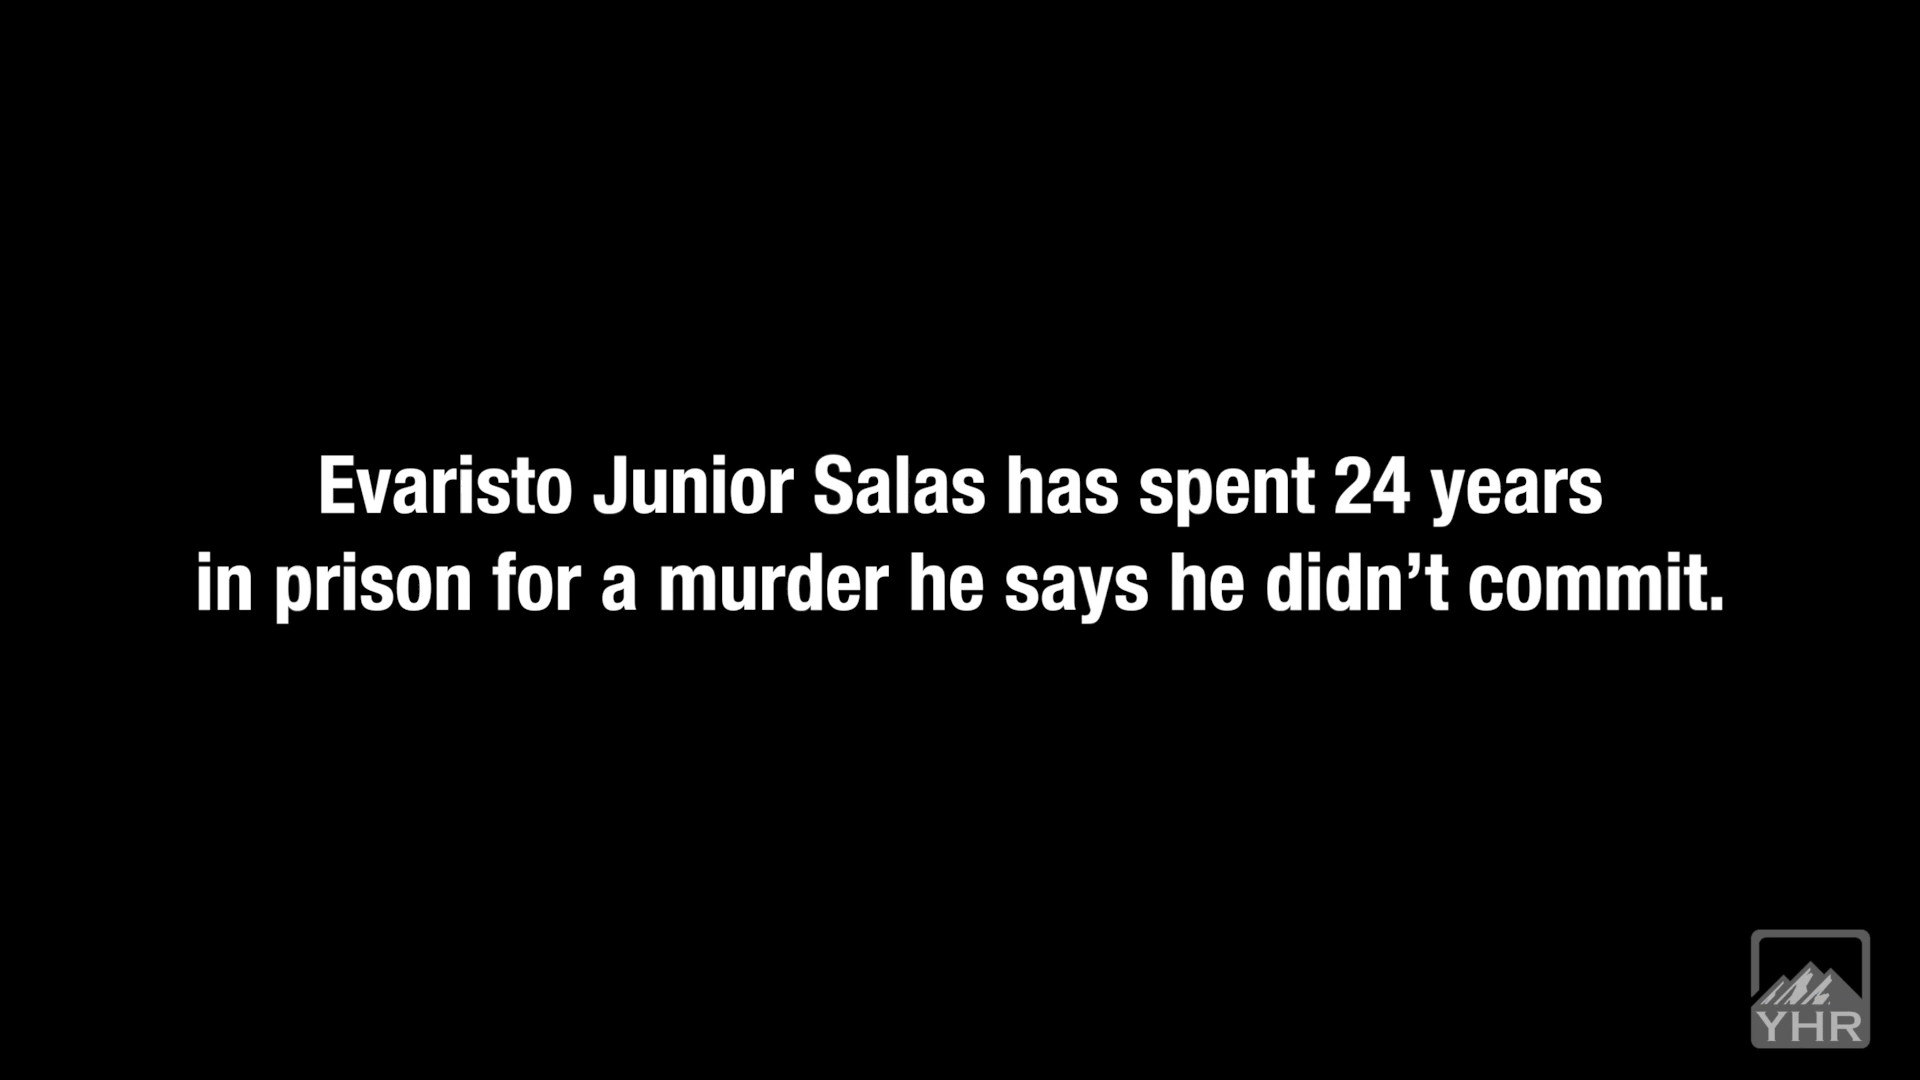 Evaristo Junior Salas has spent 24 years
in prison for a murder he says he didn’t commit.
YHR